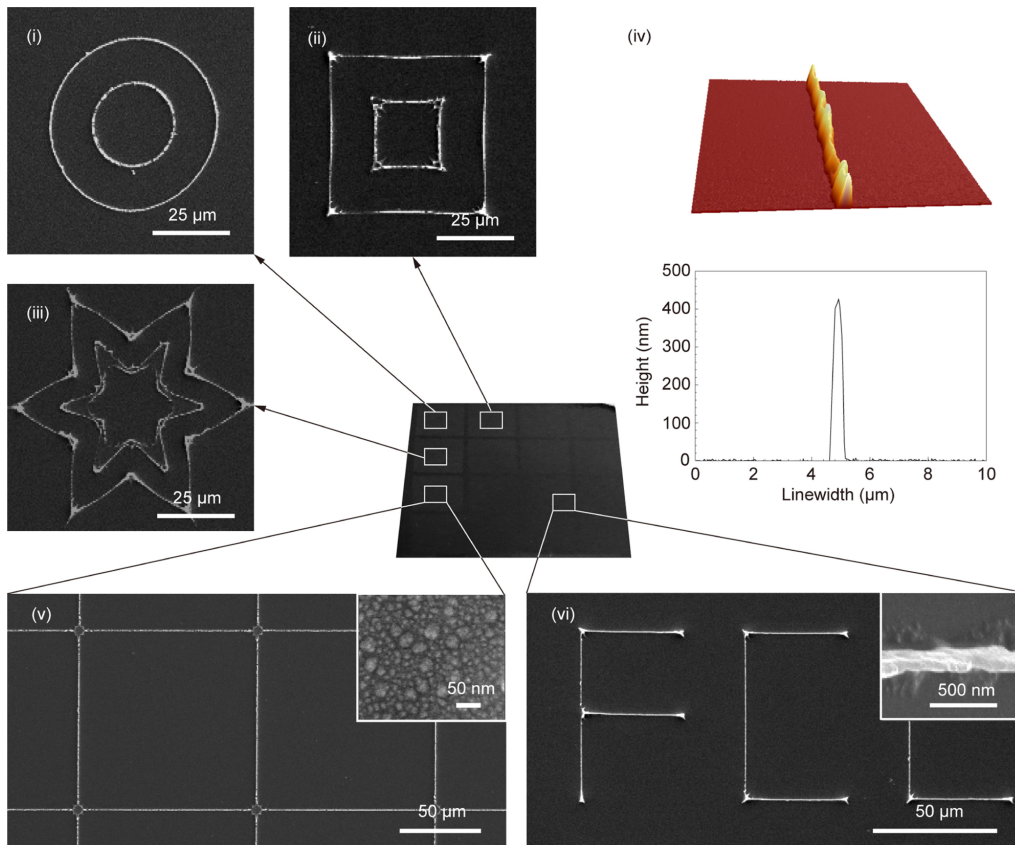 (i)
25 µm
(ii)
25 µm
(iii)
25 µm
(iv)
500
400
300
200
100
0
Height (nm)
0 2 4 6 8 10
Linewidth (µm)
(v)
50 nm
50 µm
(vi)
500 nm
50 µm